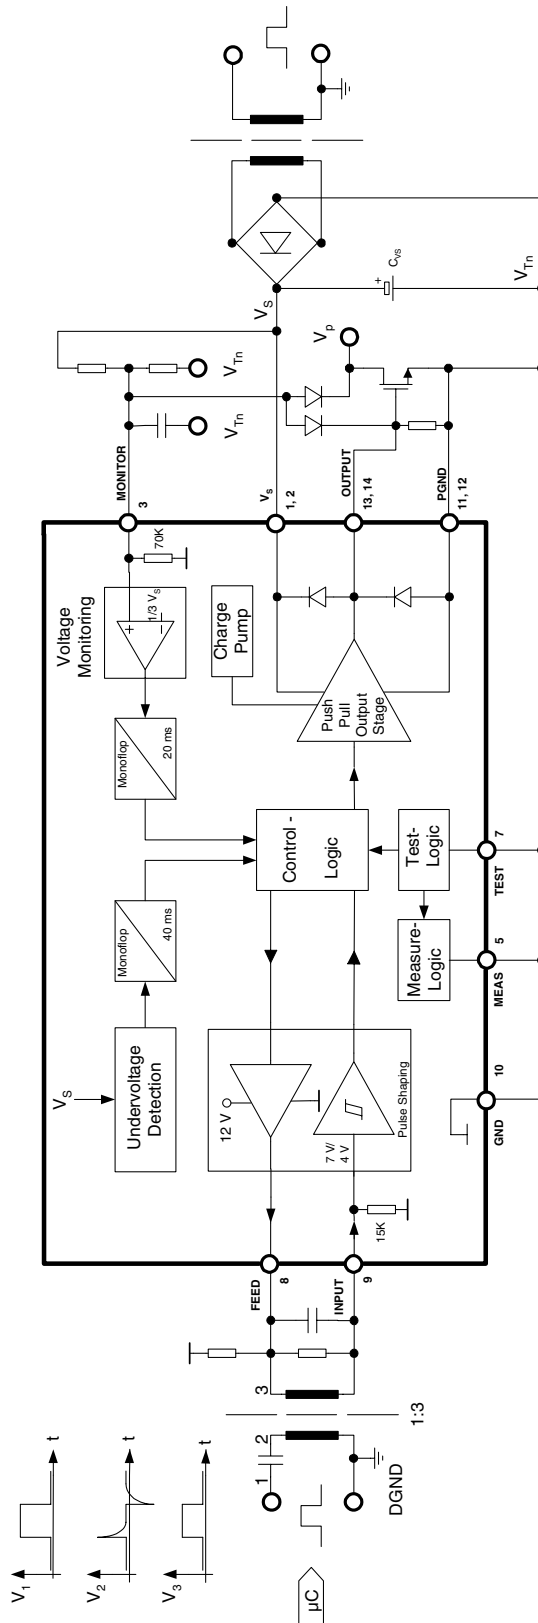 V1
t
V2
t
V3
t
µC
1
2
3
DGND
1:3
FEED
8
INPUT
9
15K
VS
Undervoltage
Detection
Monoflop
40 ms
Monoflop
20 ms
Voltage
Monitoring
+
−
1/3 VS
70K
12 V
7 V/
4 V
Pulse Shaping
Control -
Logic
Charge
Pump
Push
Pull
Output
Stage
Test-
Logic
Measure-
Logic
GND
10
MEAS
5
TEST
7
MONITOR
3
Vs
1, 2
OUTPUT
13, 14
PGND
11, 12
VTn
VTn
VS
Vp
+
CVS
VTn